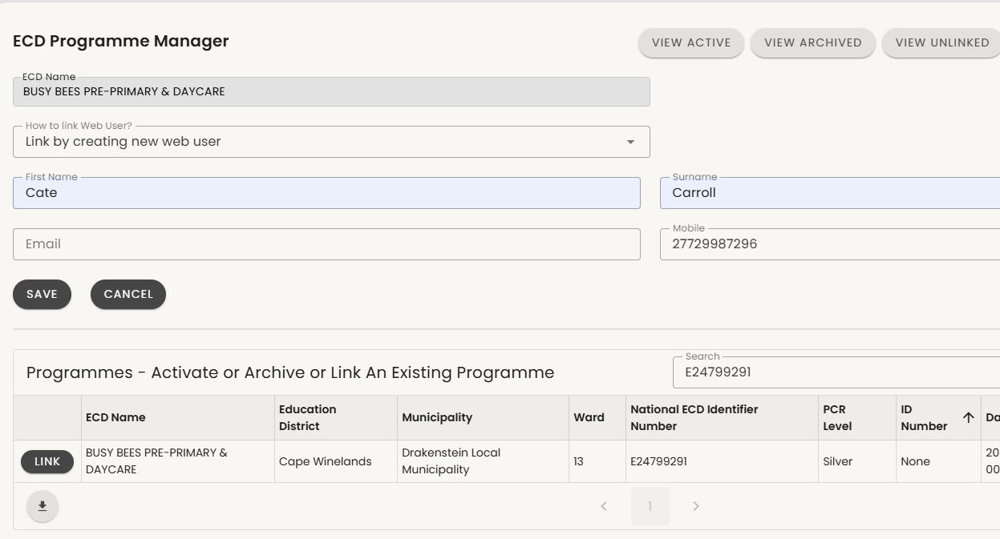 ECD Programme Manager
VIEW ACTIVE
VIEW ARCHIVED
VIEW UNLINKED
ECD Name
BUSY BEES PRE-PRIMARY & DAYCARE
How to link Web User?
Link by creating new web user
First Name
Cate
Surname
Carroll
Email
Mobile
27729987296
SAVE
CANCEL
Programmes - Activate or Archive or Link An Existing Programme
Search
E24799291
ECD Name
Education
District
Municipality
Ward
National ECD Identifier
Number
PCR
Level
ID
Number
Da
LINK
BUSY BEES PRE-PRIMARY &
DAYCARE
Cape Winelands
Drakenstein Local
Municipality
13
E24799291
Silver
None
20
00
1